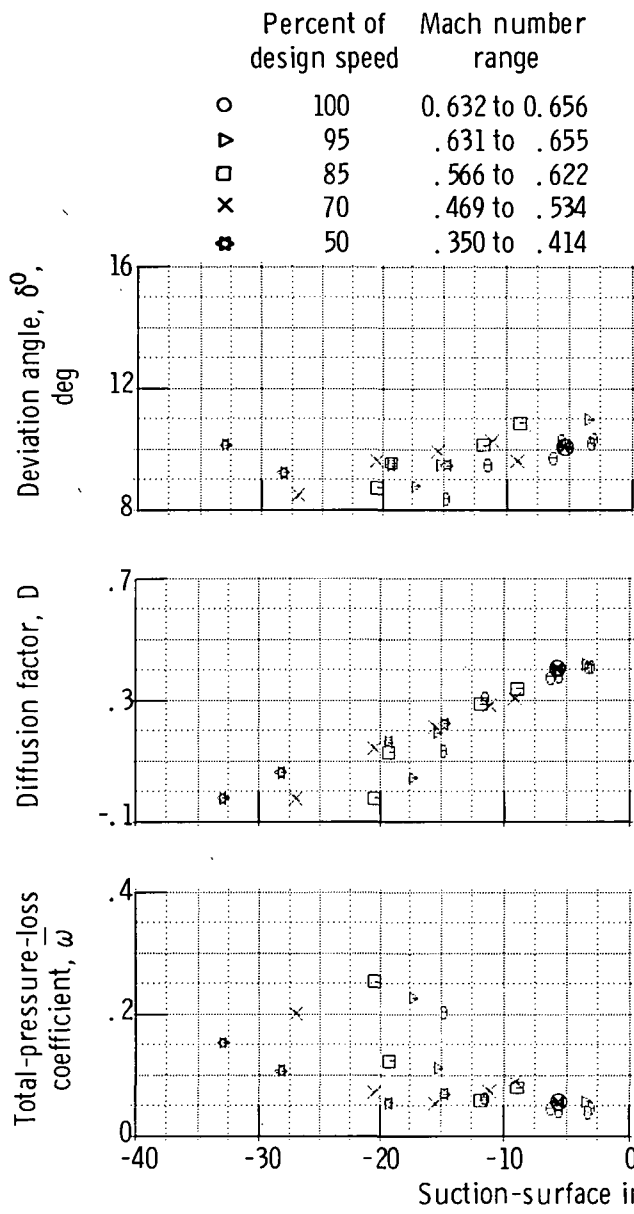 Percent of Mach number
design speed range
100 0.632 to 0.656
95 .631 to .655
85 .566 to .622
70 .469 to .534
50 .350 to .414
Deviation angle, δ°,
deg
16
12
8
Diffusion factor, D
.7
.3
-.1
Total-pressure-loss
coefficient, ω̅
.4
.2
0
-40 -30 -20 -10 0
Suction-surface in